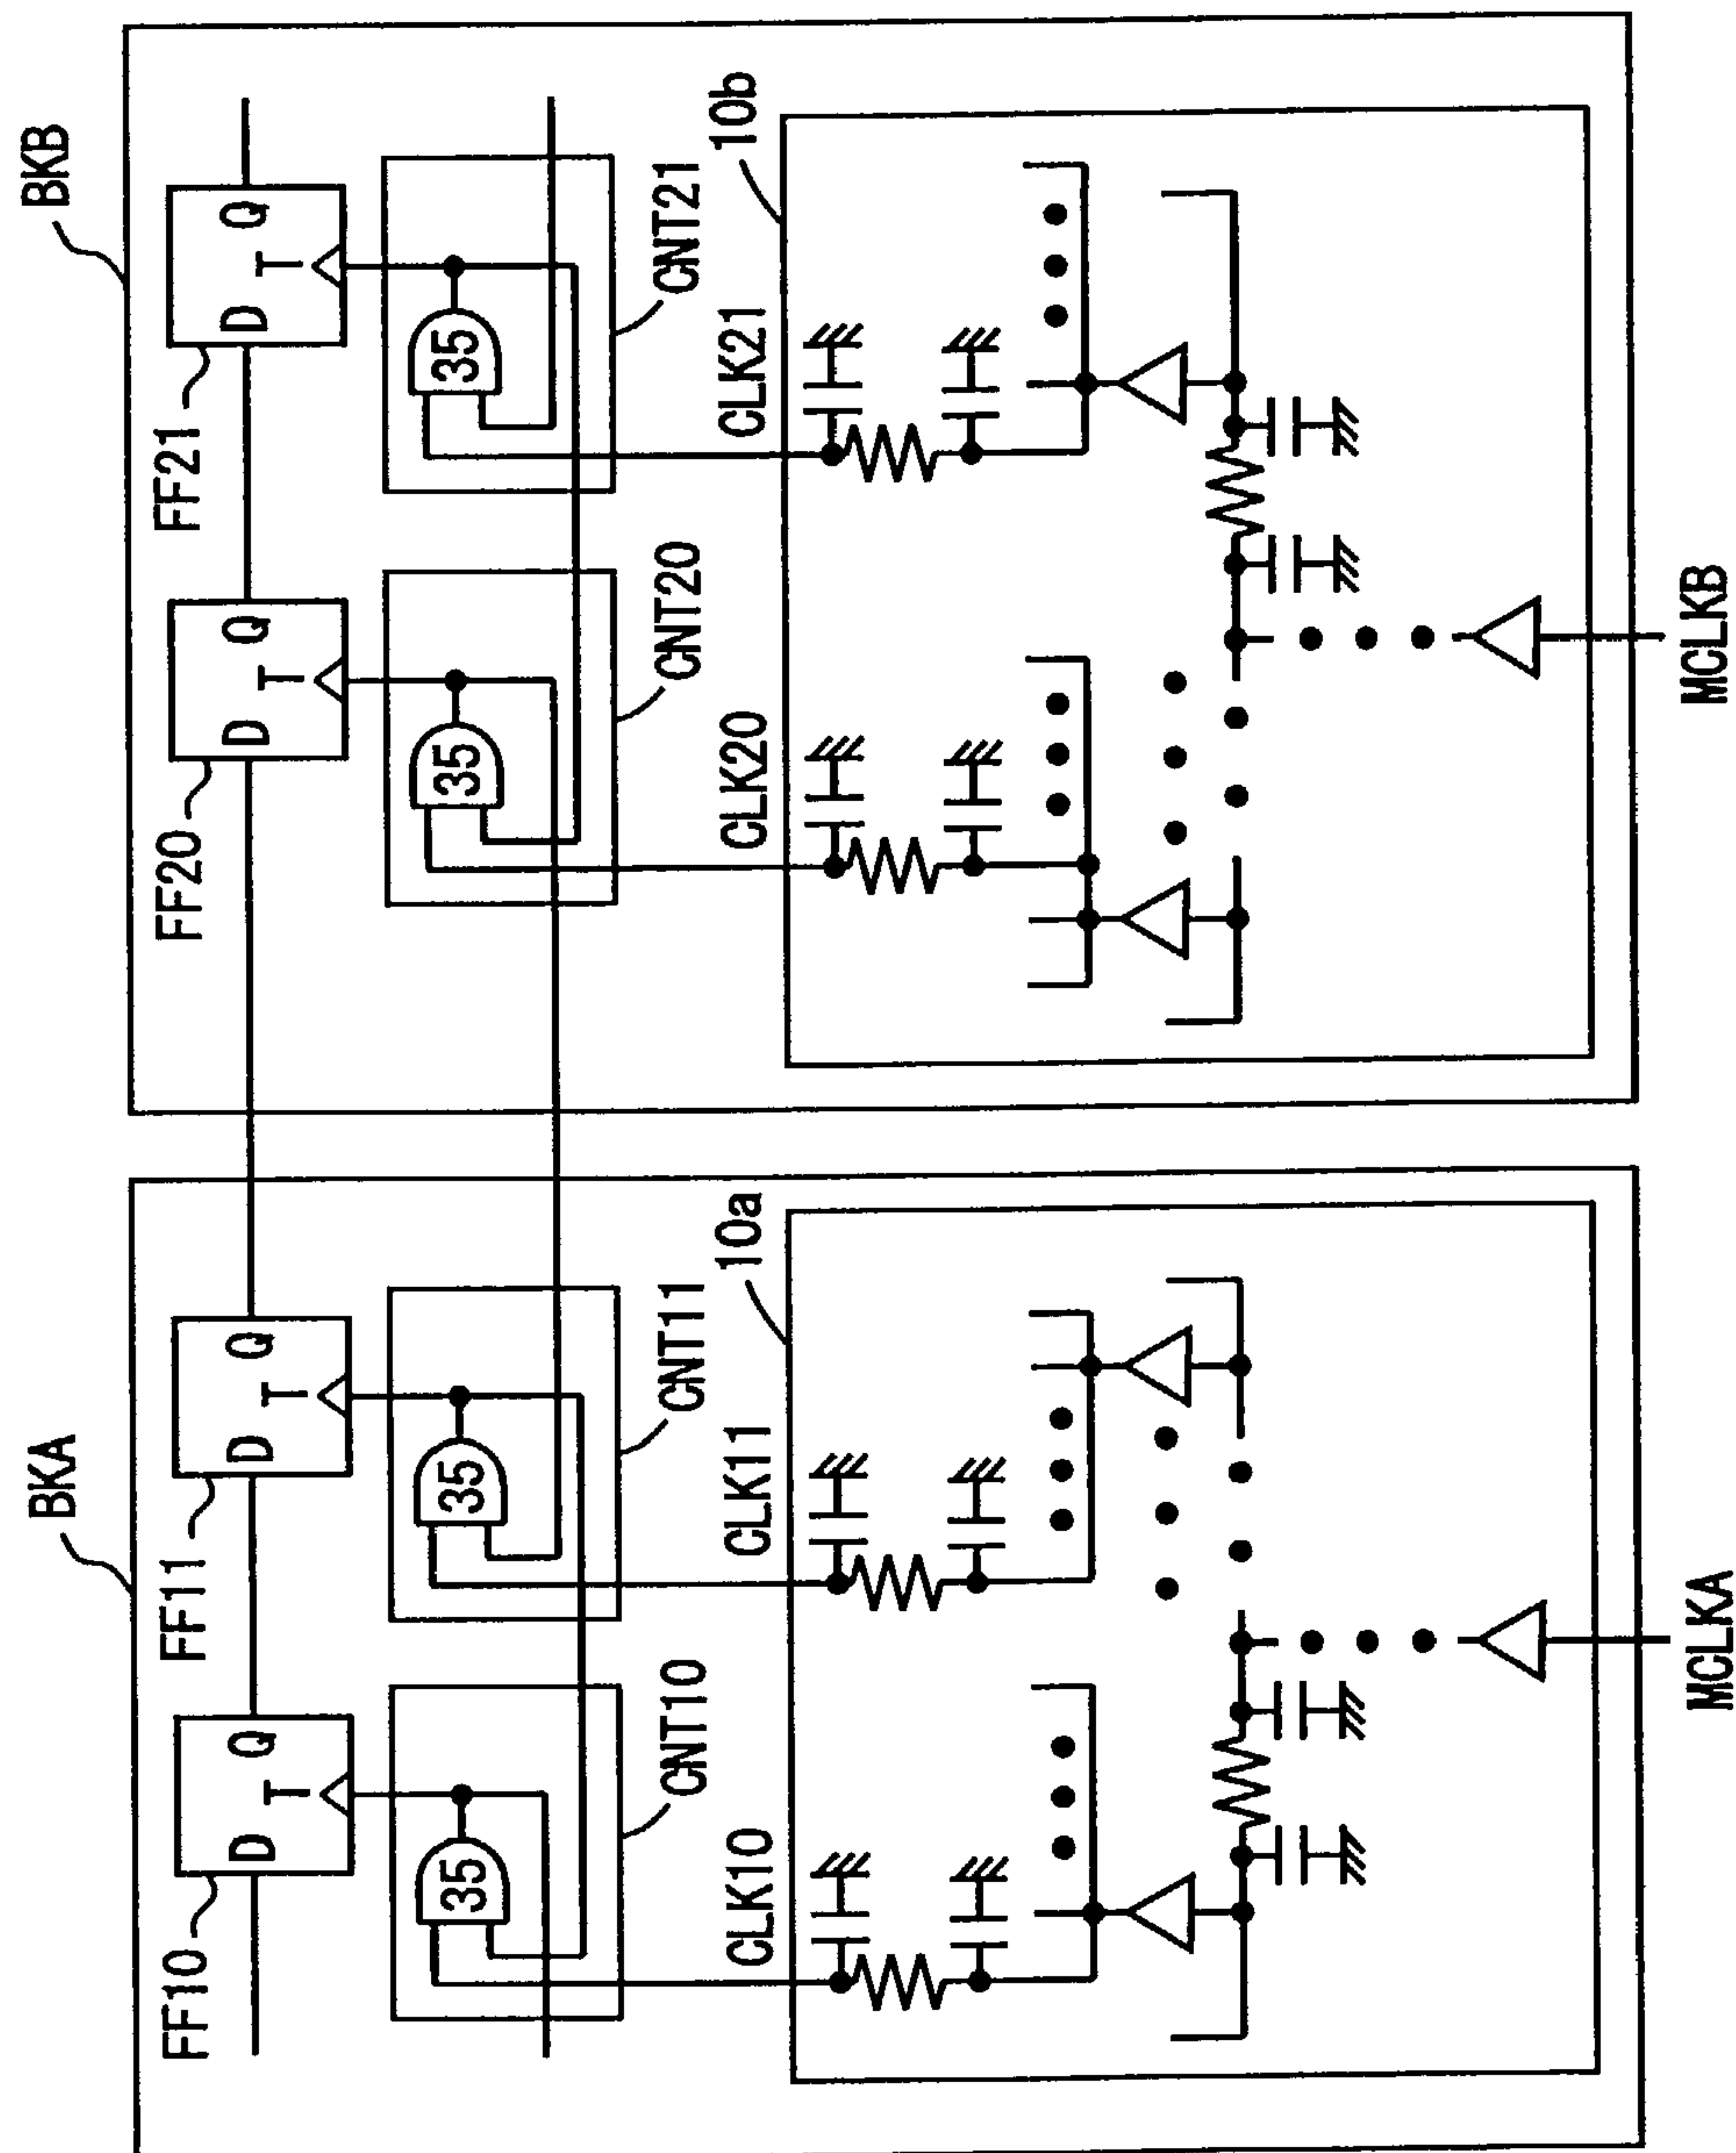 BKA
BKB
FF10
D
T
Q
FF11
D
T
Q
FF20
D
T
Q
FF21
D
T
Q
35
35
35
35
CNT10
CNT11
CNT20
CNT21
CLK10
CLK11
10a
CLK20
CLK21
10b
MCLKA
MCLKB